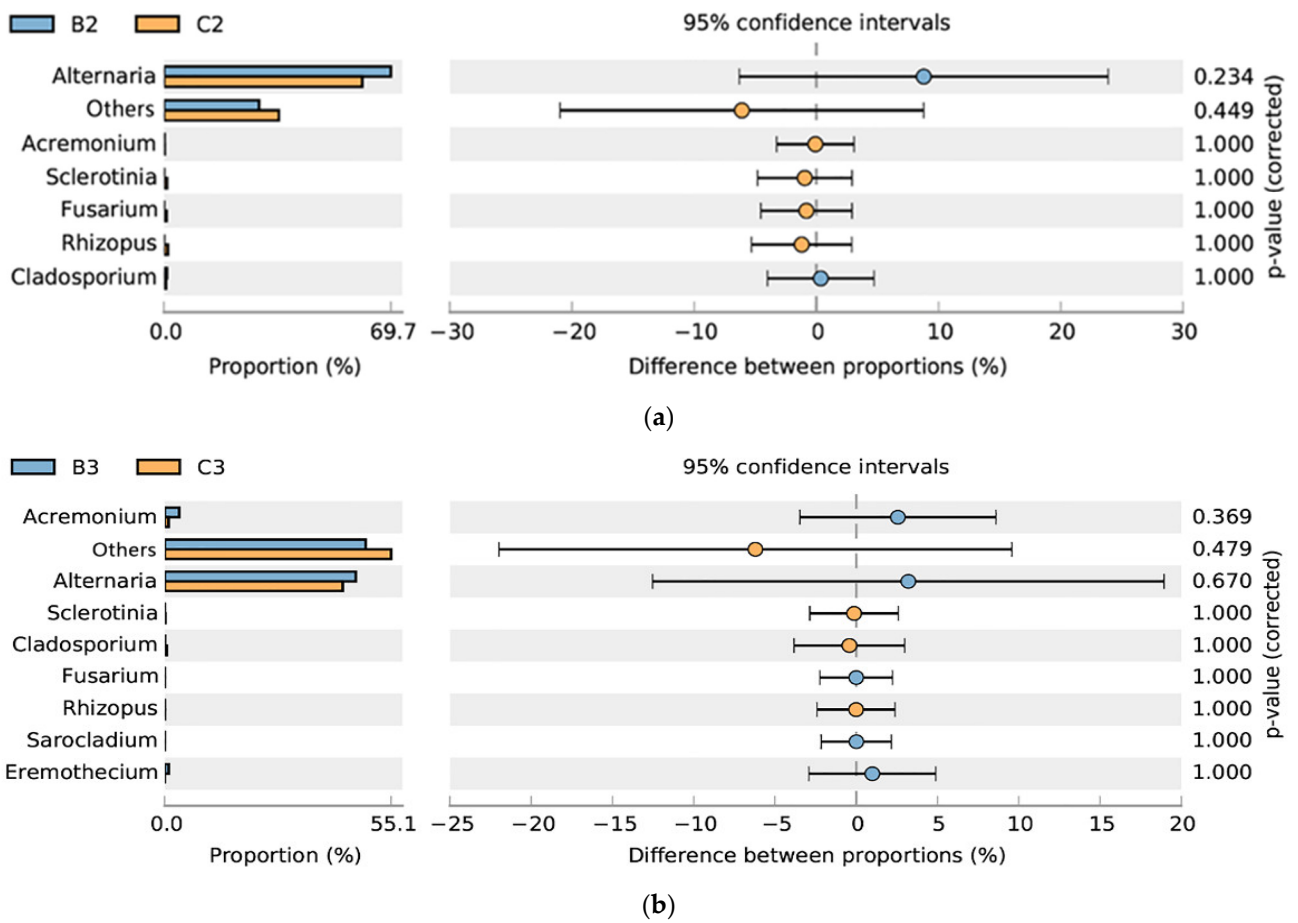 B2 C2 95% confidence intervals
Alternaria 0.234
Others 0.449
Acremonium 1.000
Sclerotinia 1.000
Fusarium 1.000
Rhizopus 1.000
Cladosporium 1.000
p-value (corrected)
0.0 69.7 −30 −20 −10 0 10 20 30
Proportion (%) Difference between proportions (%)
(a)
B3 C3 95% confidence intervals
Acremonium 0.369
Others 0.479
Alternaria 0.670
Sclerotinia 1.000
Cladosporium 1.000
Fusarium 1.000
Rhizopus 1.000
Sarocladium 1.000
Eremothecium 1.000
p-value (corrected)
0.0 55.1 −25 −20 −15 −10 −5 0 5 10 15 20
Proportion (%) Difference between proportions (%)
(b)